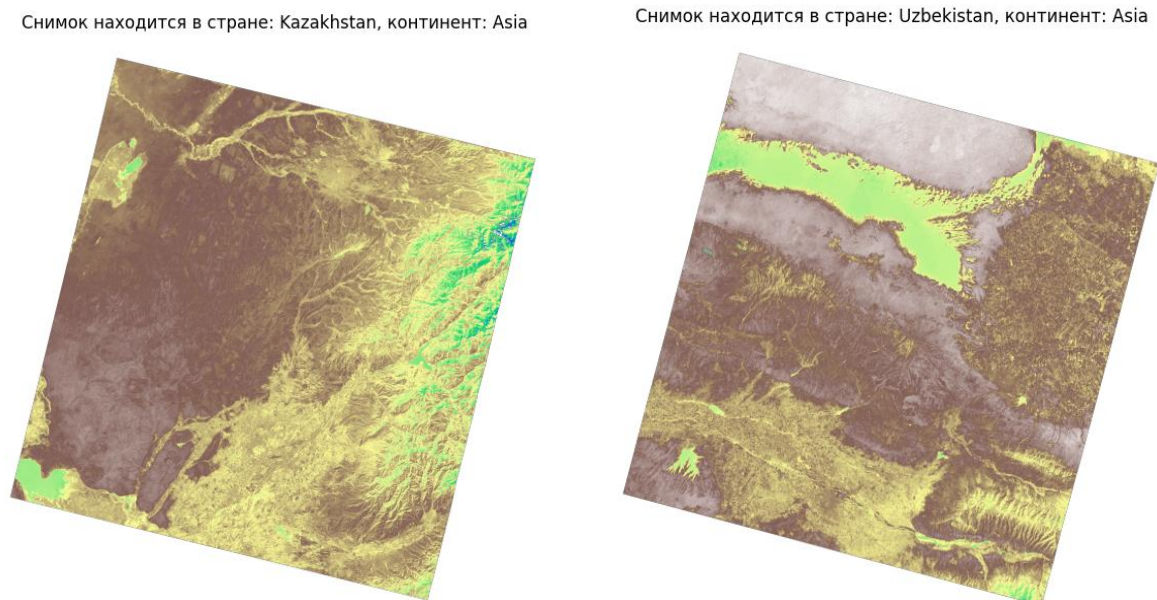 Снимок находится в стране: Kazakhstan, континент: Asia
Снимок находится в стране: Uzbekistan, континент: Asia